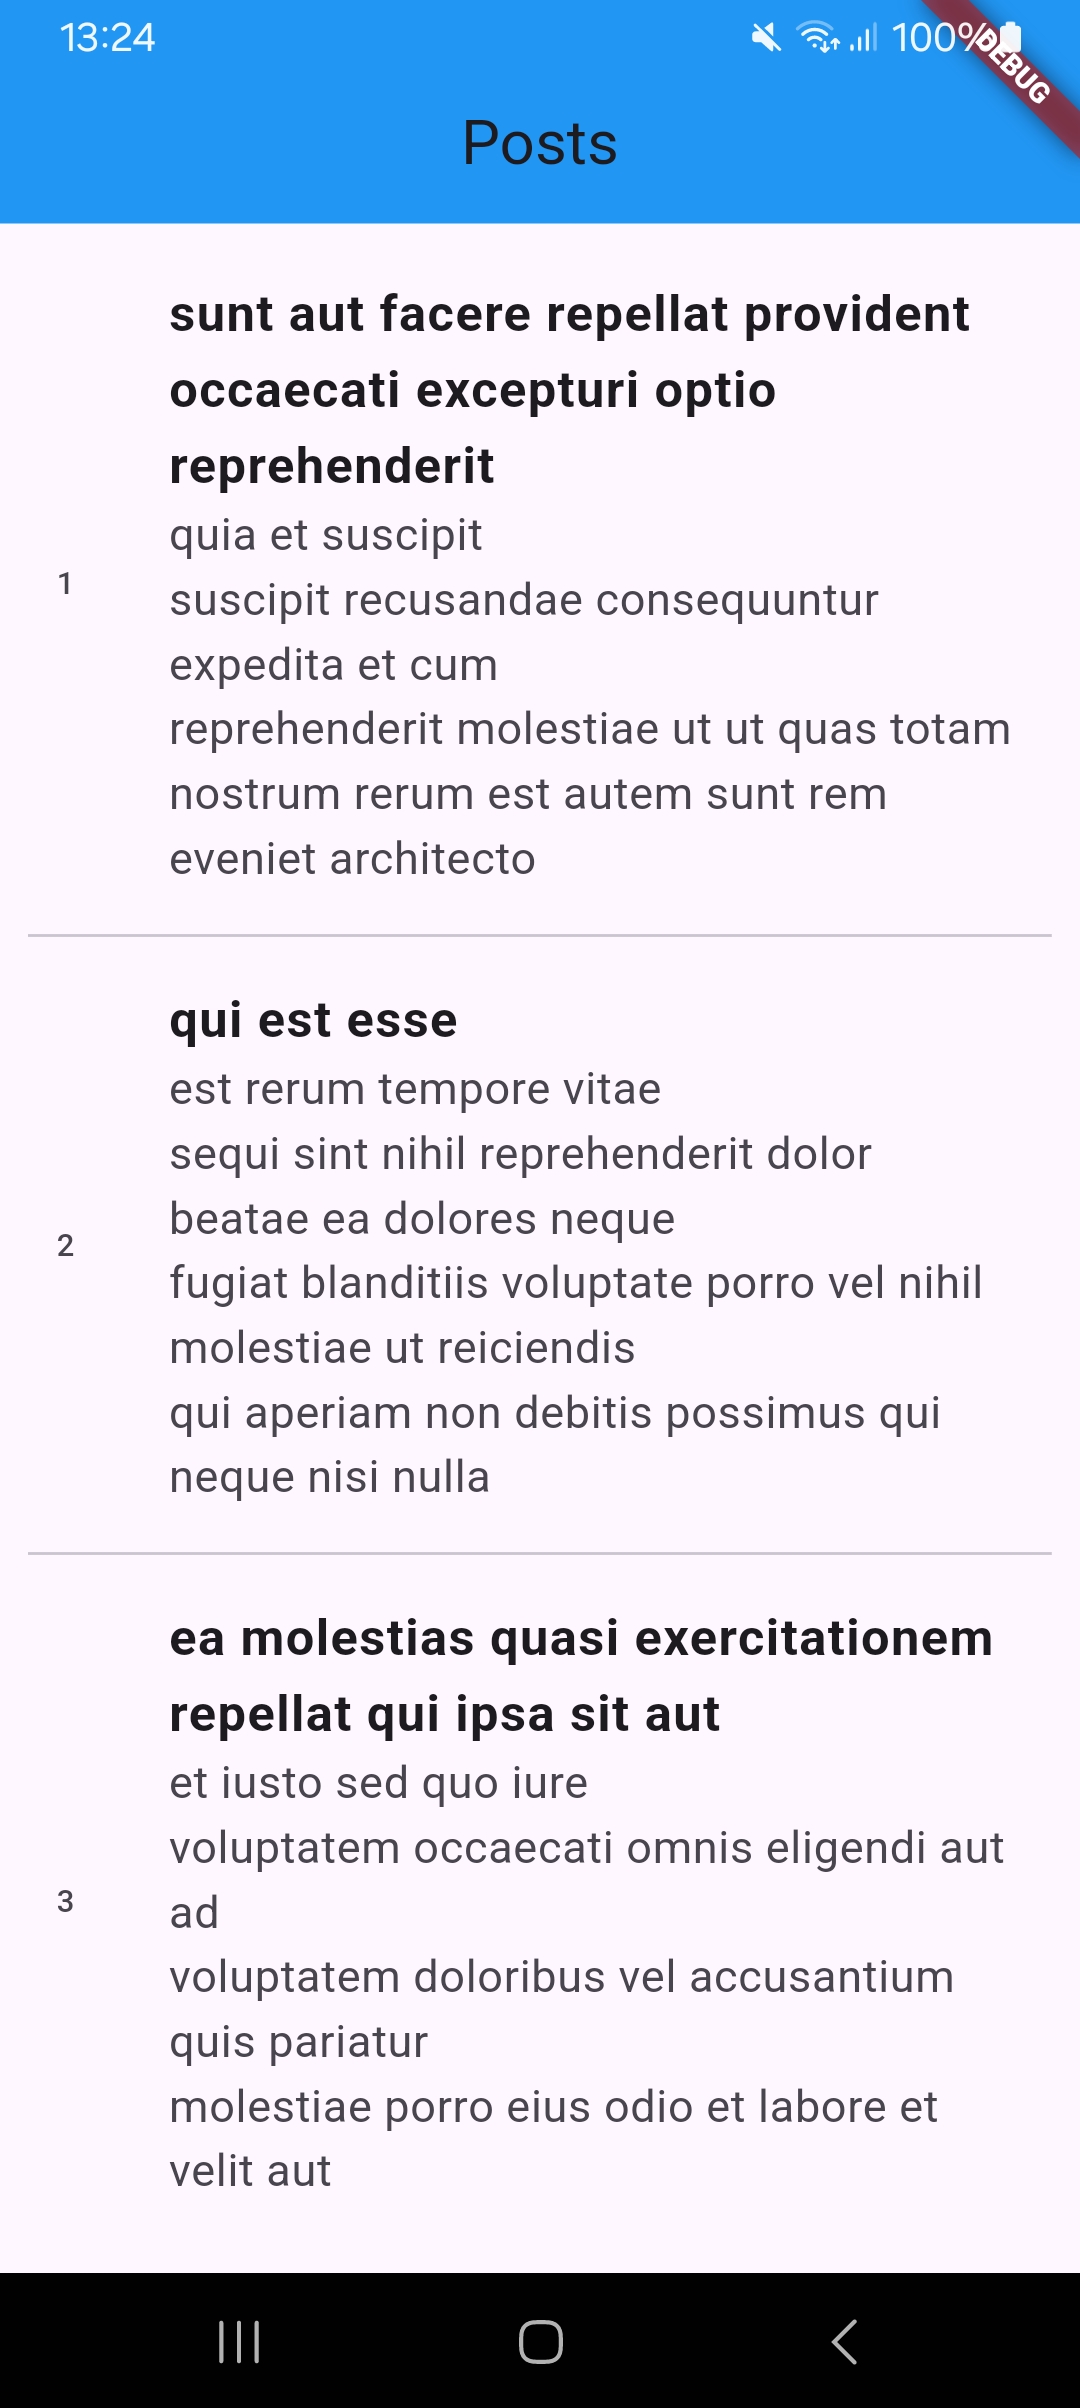 13:24
100%
DEBUG
Posts
sunt aut facere repellat provident
occaecati excepturi optio
reprehenderit
quia et suscipit
1
suscipit recusandae consequuntur
expedita et cum
reprehenderit molestiae ut ut quas totam
nostrum rerum est autem sunt rem
eveniet architecto
qui est esse
est rerum tempore vitae
sequi sint nihil reprehenderit dolor
beatae ea dolores neque
2
fugiat blanditiis voluptate porro vel nihil
molestiae ut reiciendis
qui aperiam non debitis possimus qui
neque nisi nulla
ea molestias quasi exercitationem
repellat qui ipsa sit aut
et iusto sed quo iure
voluptatem occaecati omnis eligendi aut
3
ad
voluptatem doloribus vel accusantium
quis pariatur
molestiae porro eius odio et labore et
velit aut